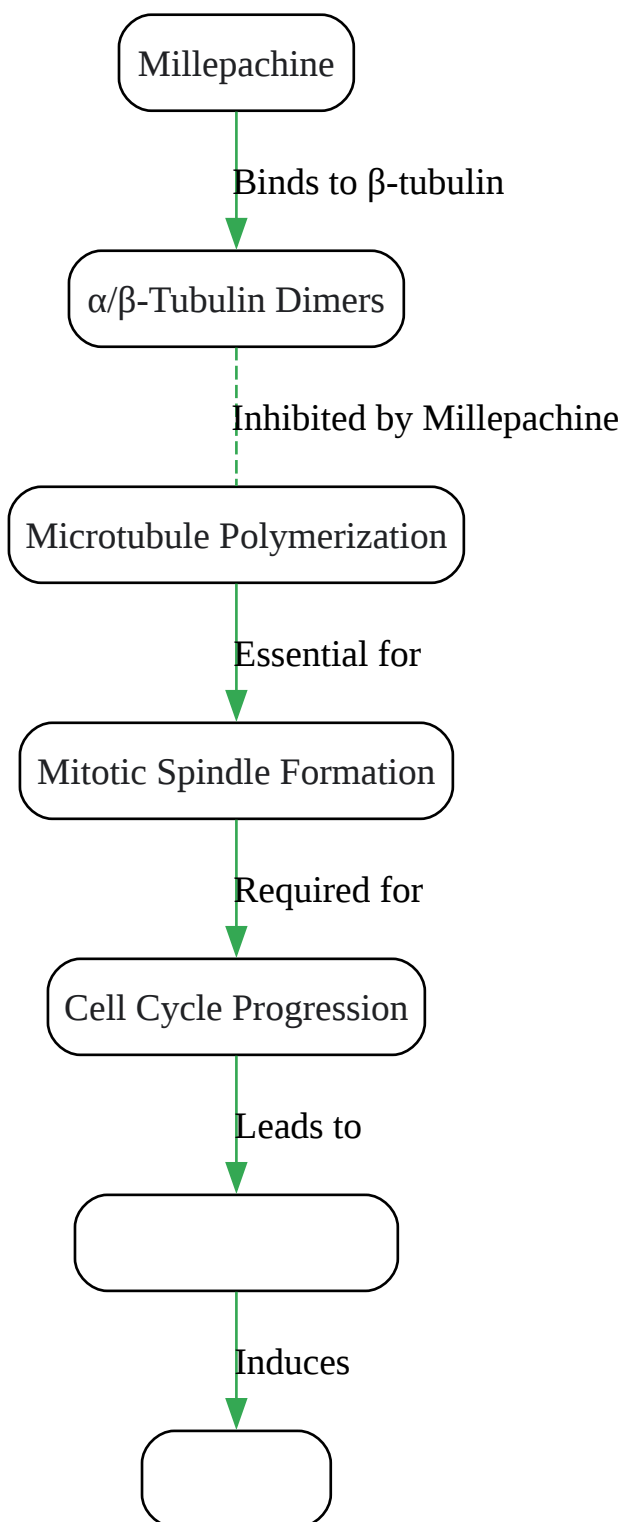 Millepachine
Binds to β-tubulin
α/β-Tubulin Dimers
Inhibited by Millepachine
Microtubule Polymerization
Essential for
Mitotic Spindle Formation
Required for
Cell Cycle Progression
Leads to
Induces